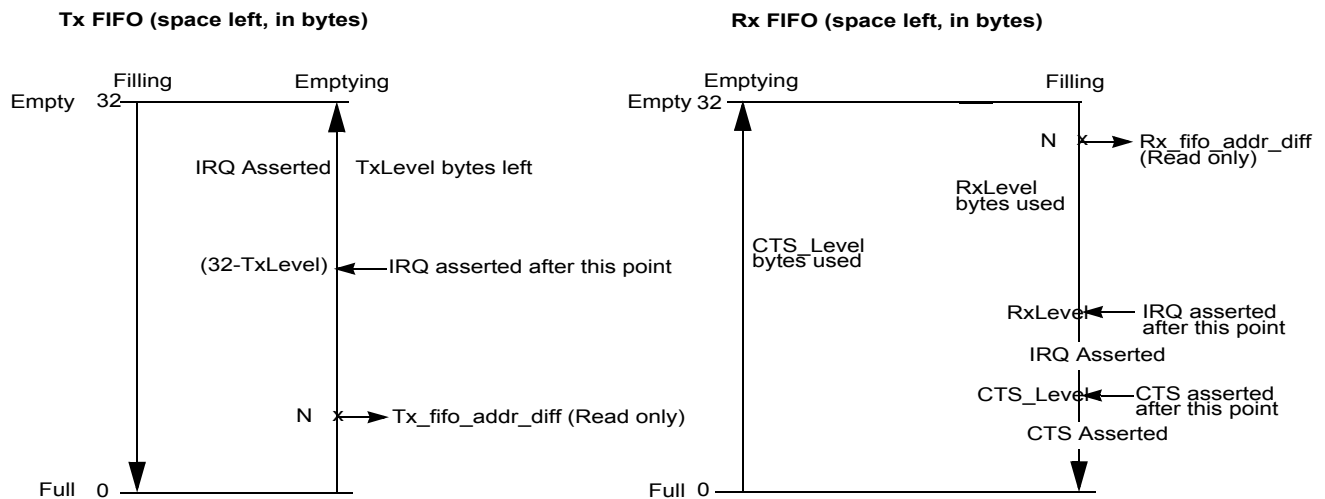 Tx FIFO (space left, in bytes)
Filling
Emptying
Empty 32
IRQ Asserted
TxLevel bytes left
(32-TxLevel)
IRQ asserted after this point
N x
Tx_fifo_addr_diff (Read only)
Full 0
Rx FIFO (space left, in bytes)
Emptying
Filling
Empty 32
N x
Rx_fifo_addr_diff
(Read only)
RxLevel
bytes used
CTS_Level
bytes used
RxLevel
IRQ asserted
after this point
IRQ Asserted
CTS_Level
CTS asserted
after this point
CTS Asserted
Full 0